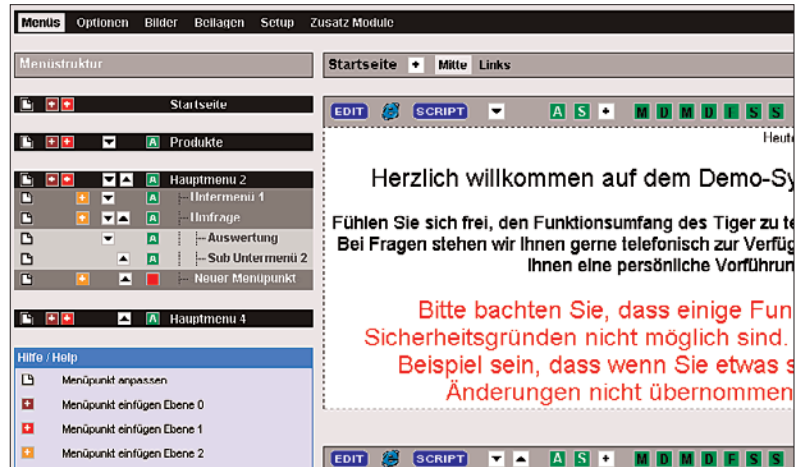 Menüs Optionen Bilder Beilagen Setup Zusatz Module
Menüstruktur
Startseite
A Produkte
A Hauptmenu 2
Untermenü 1
A Umfrage
A Auswertung
A Sub Untermenü 2
Neuer Menüpunkt
A Hauptmenu 4
Hilfe / Help
Menüpunkt anpassen
Menüpunkt einfügen Ebene 0
Menüpunkt einfügen Ebene 1
Menüpunkt einfügen Ebene 2
Startseite + Mitte Links
EDIT SCRIPT A S + M D M D F S S
Heute
Herzlich willkommen auf dem Demo-Sy
Fühlen Sie sich frei, den Funktionsumfang des Tiger zu te
Bei Fragen stehen wir Ihnen gerne telefonisch zur Verfüg
Ihnen eine persönliche Vorführun
Bitte bachten Sie, dass einige Fun
Sicherheitsgründen nicht möglich sind.
Beispiel sein, dass wenn Sie etwas s
Änderungen nicht übernommen
EDIT SCRIPT A S + M D M D F S S